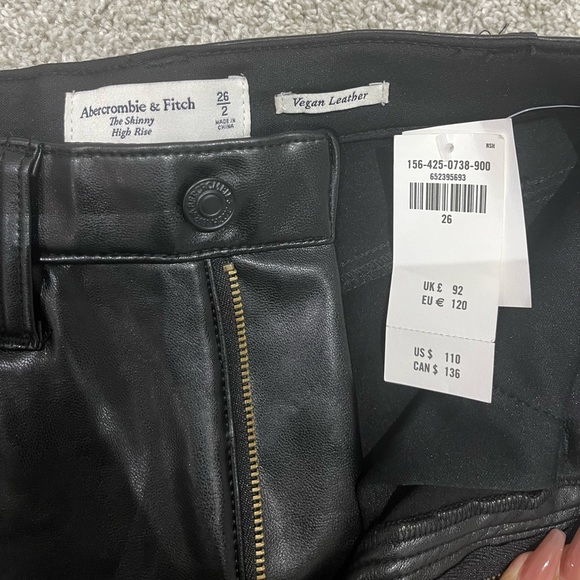 Abercrombie & Fitch
The Skinny
High Rise
26
2
MADE IN
CHINA
Vegan Leather
RSN
156-425-0738-900
652395693
26
UK £ 92
EU € 120
US $ 110
CAN $ 136